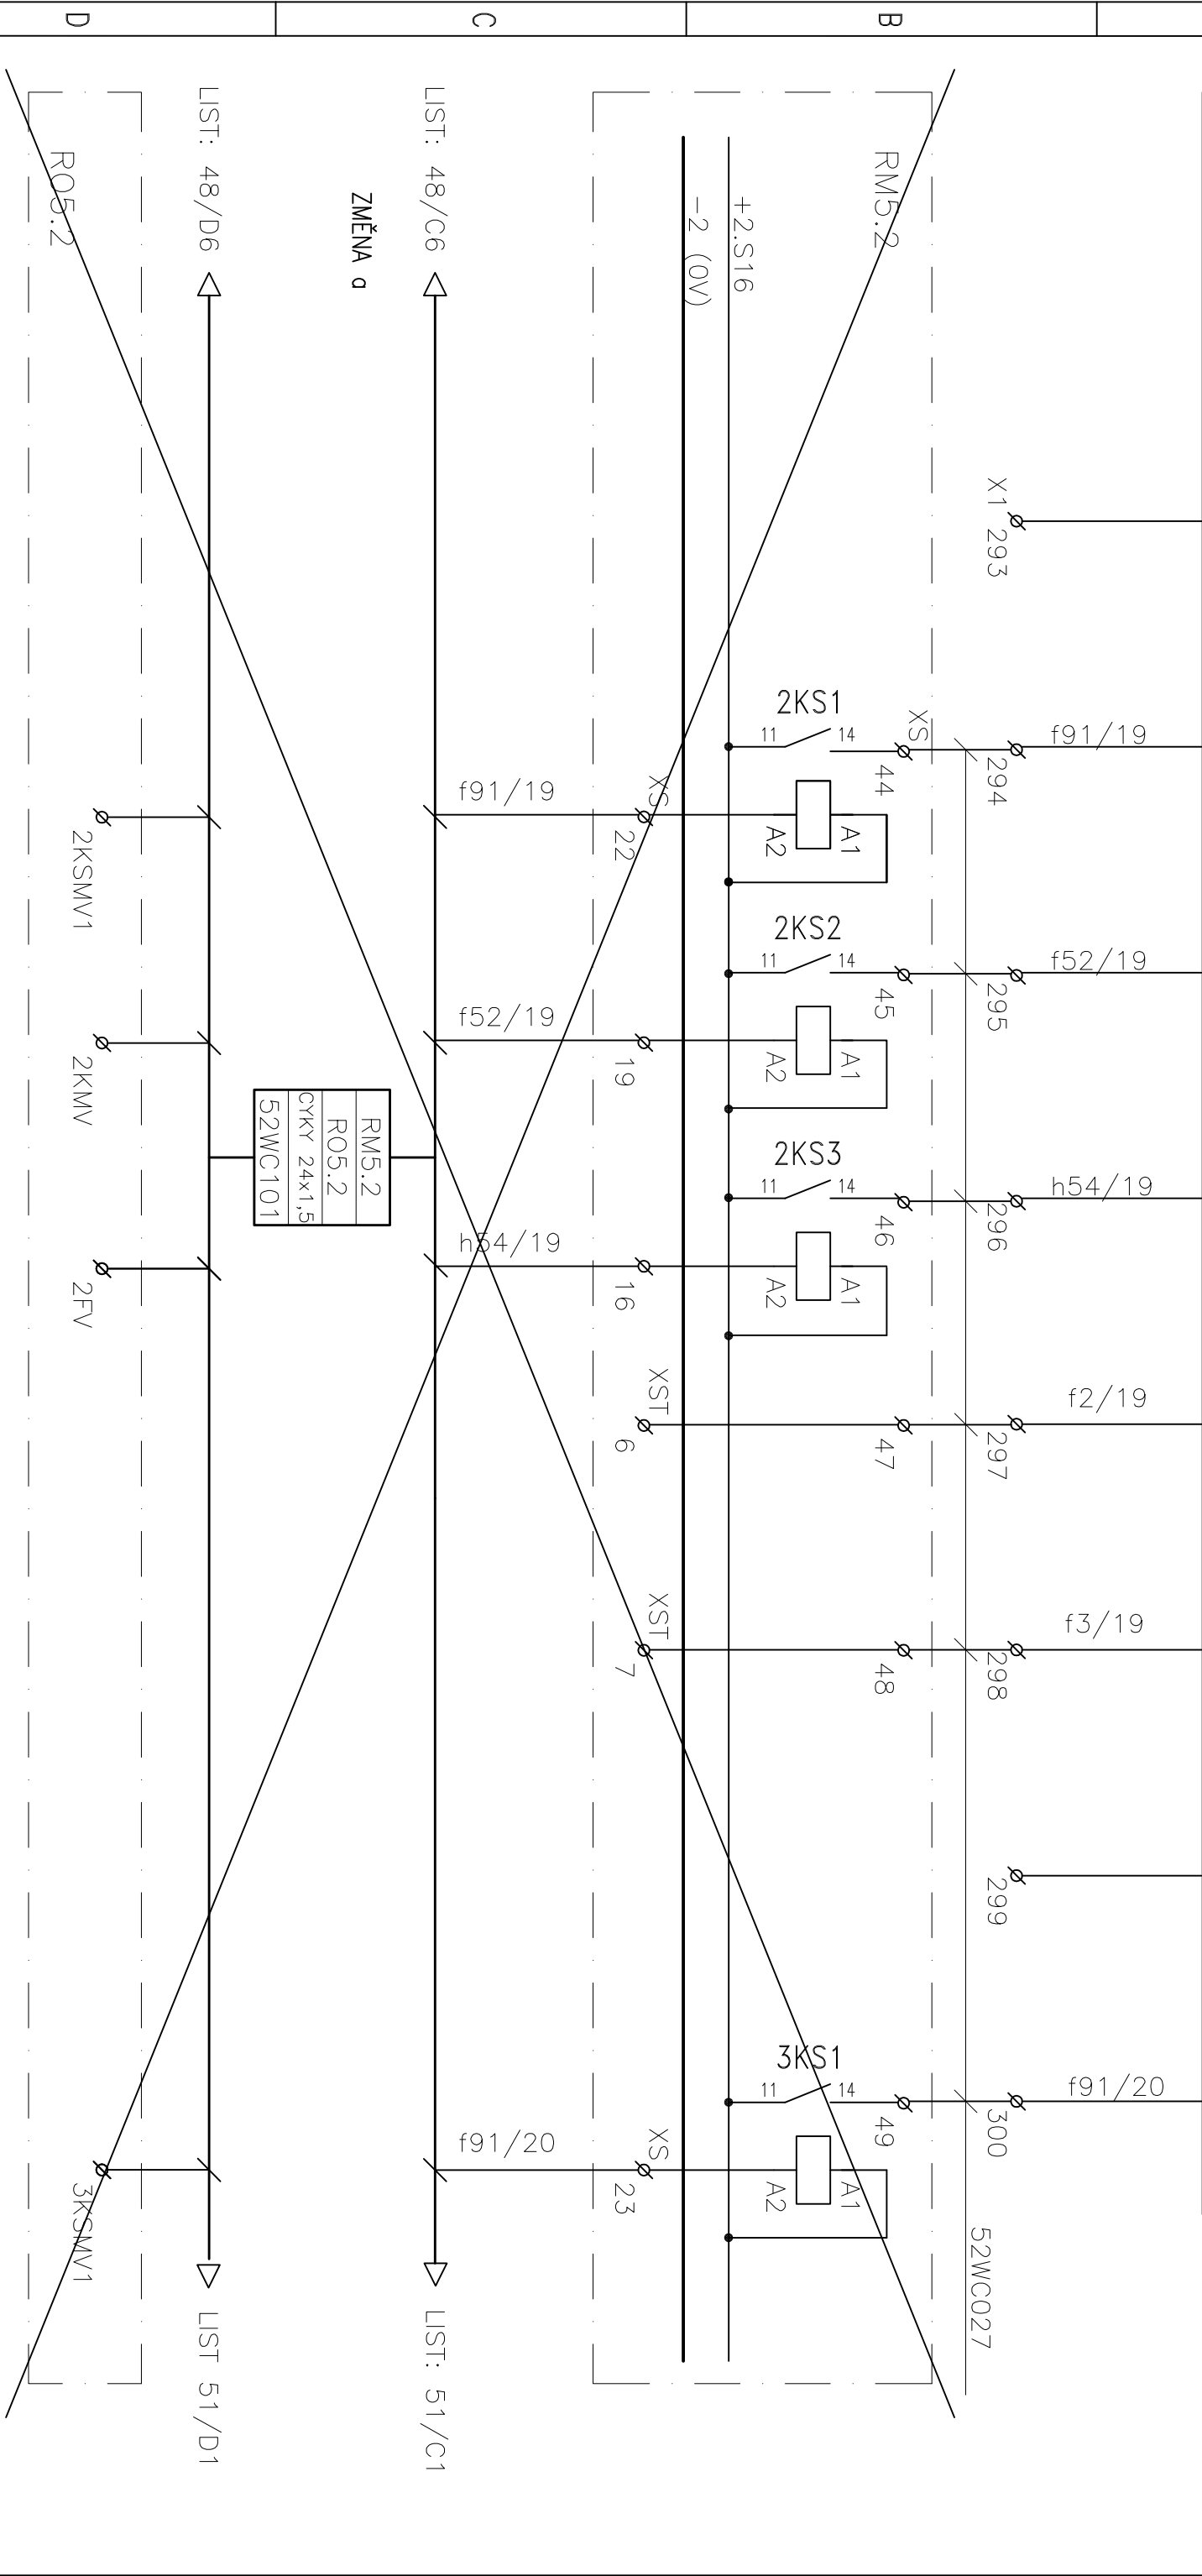 D
C
B
LIST: 48/D6
LIST: 48/C6
RO5.2
RM5.2
ZMĚNA a
+2.S16
-2 (0V)
X1 293
2KS1
11
14
XS
44
294
f91/19
f91/19
XS
22
A2
A1
2KSMV1
2KS2
11
14
45
295
f52/19
f52/19
19
A2
A1
2KMV
RM5.2
RO5.2
CYKY 24x1,5
52WC101
2KS3
11
14
46
296
h54/19
h54/19
16
A2
A1
2FV
XST
6
47
297
f2/19
XST
7
48
298
f3/19
299
3KS1
11
14
49
300
f91/20
f91/20
XS
23
A2
A1
3KSMV1
52WC027
LIST 51/D1
LIST: 51/C1